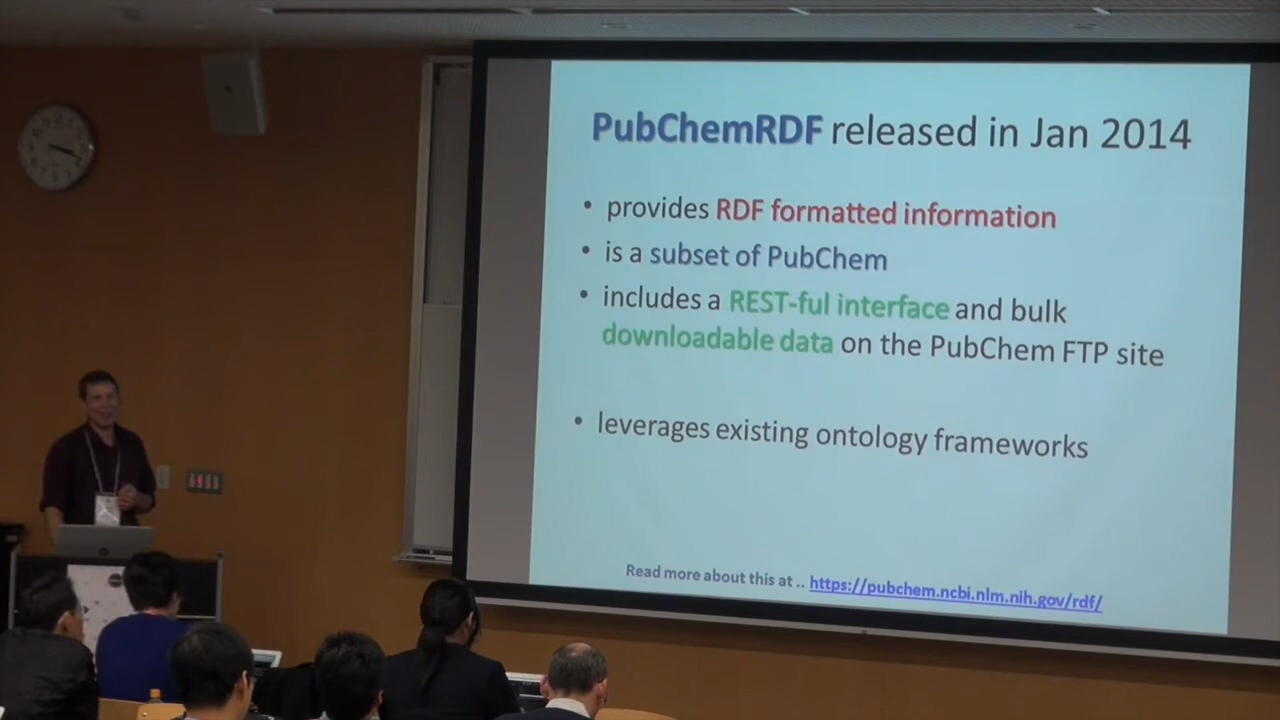 PubChemRDF released in Jan 2014
• provides RDF formatted information
• is a subset of PubChem
• includes a REST-ful interface and bulk
downloadable data on the PubChem FTP site
• leverages existing ontology frameworks
Read more about this at .. https://pubchem.ncbi.nlm.nih.gov/rdf/